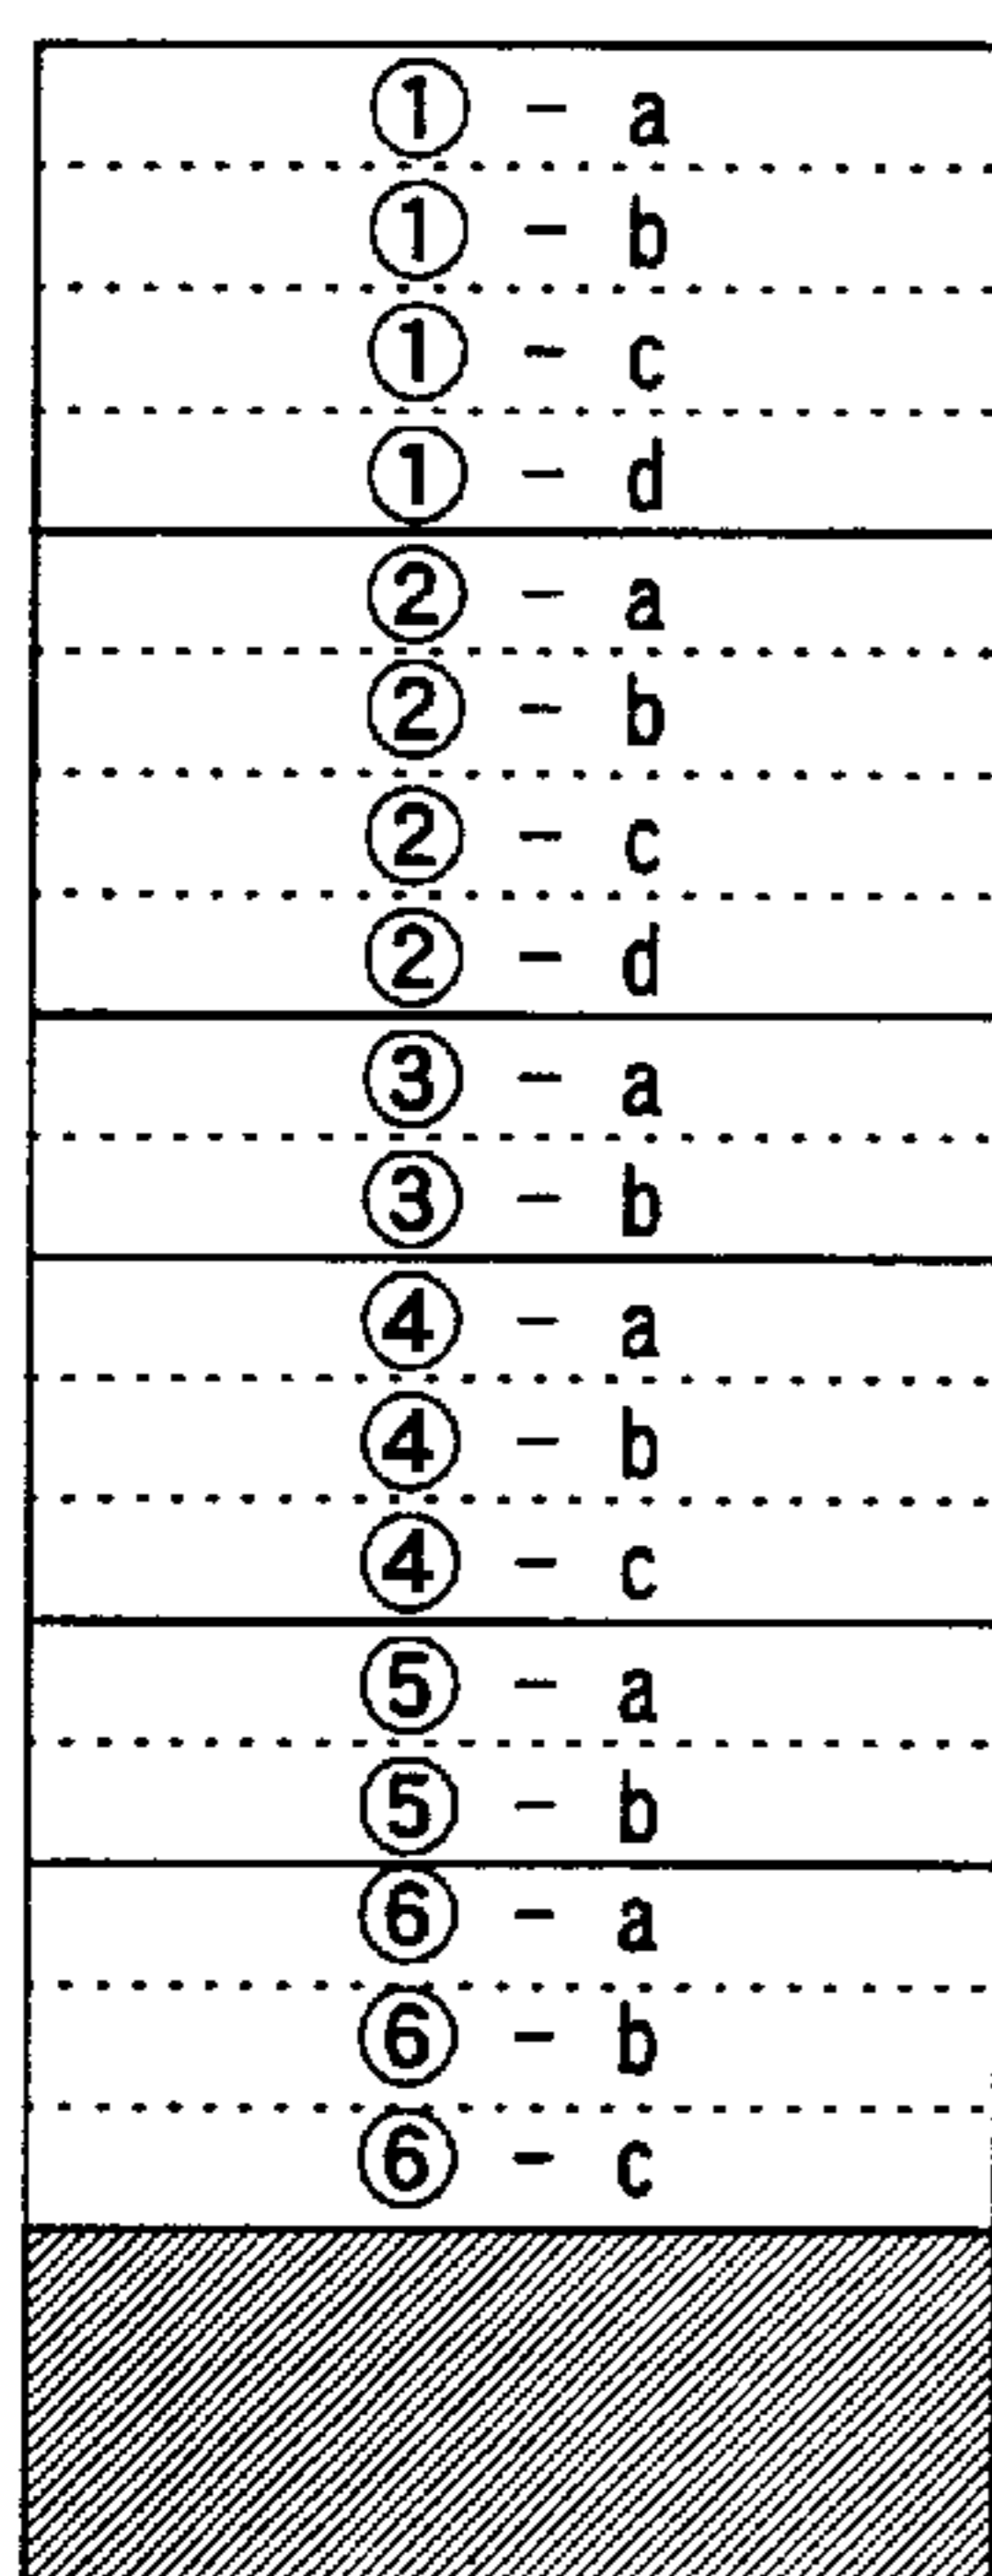 ① - a
① - b
① - c
① - d
② - a
② - b
② - c
② - d
③ - a
③ - b
④ - a
④ - b
④ - c
⑤ - a
⑤ - b
⑥ - a
⑥ - b
⑥ - c